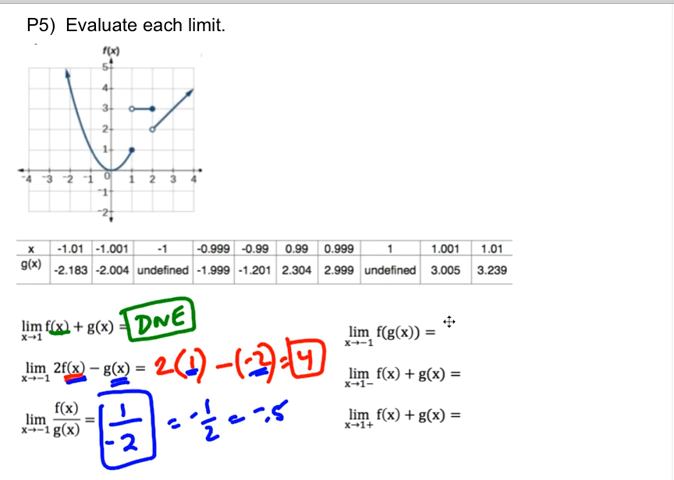 P5) Evaluate each limit.
f(x)
5
4
3
2
1
-4 -3 -2 -1 0 1 2 3 4
-1
-2
x -1.01 -1.001 -1 -0.999 -0.99 0.99 0.999 1 1.001 1.01
g(x) -2.183 -2.004 undefined -1.999 -1.201 2.304 2.999 undefined 3.005 3.239
lim x→1 f(x) + g(x) = DNE
lim x→-1 2f(x) − g(x) = 2(1) −(-2) = 4
lim x→-1 f(x)/g(x) = 1/-2 = -1/2 = -.5
lim x→-1 f(g(x)) =
lim x→1- f(x) + g(x) =
lim x→1+ f(x) + g(x) =